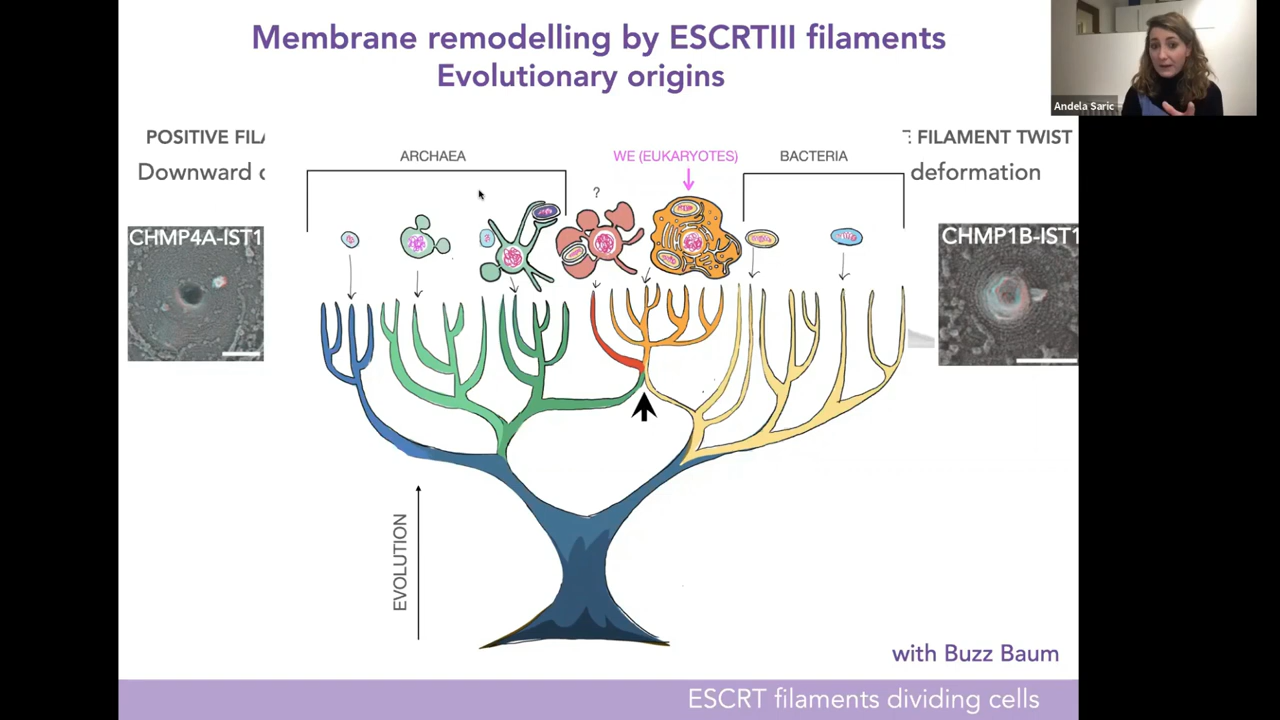 Membrane remodelling by ESCRTIII filaments
Evolutionary origins
Andela Saric
POSITIVE FILA
FILAMENT TWIST
Downward
deformation
ARCHAEA
WE (EUKARYOTES)
BACTERIA
?
CHMP4A-IST1
CHMP1B-IST1
EVOLUTION
with Buzz Baum
ESCRT filaments dividing cells